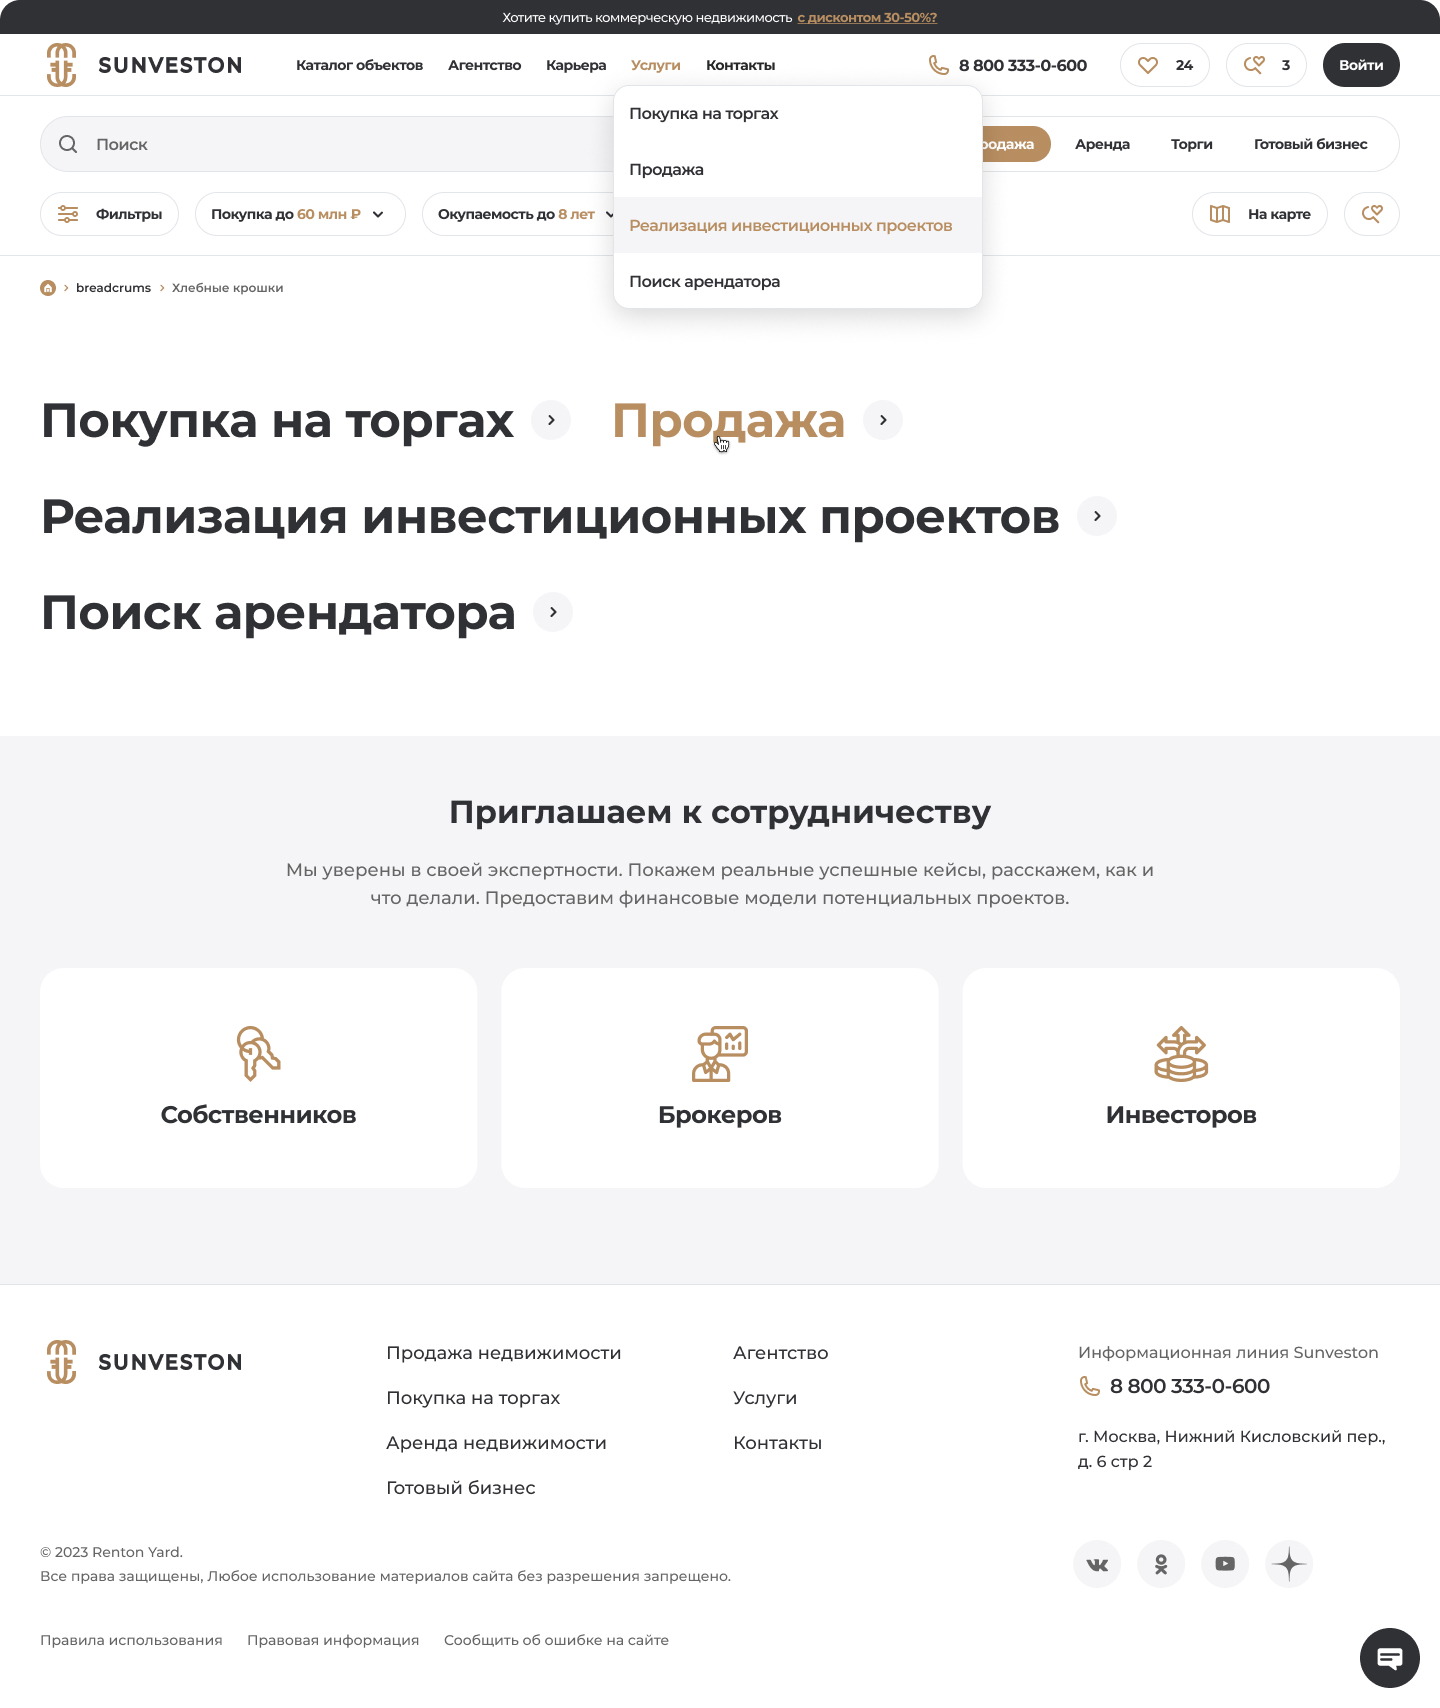 Хотите купить коммерческую недвижимость с дисконтом 30-50%?
SUNVESTON
Каталог объектов
Агентство
Карьера
Услуги
Контакты
8 800 333-0-600
24
3
Войти
Покупка на торгах
Продажа
Реализация инвестиционных проектов
Поиск арендатора
Поиск
родажа
Аренда
Торги
Готовый бизнес
Фильтры
Покупка до 60 млн ₽
Окупаемость до 8 лет
На карте
breadcrums
Хлебные крошки
Покупка на торгах
Продажа
Реализация инвестиционных проектов
Поиск арендатора
Приглашаем к сотрудничеству
Мы уверены в своей экспертности. Покажем реальные успешные кейсы, расскажем, как и
что делали. Предоставим финансовые модели потенциальных проектов.
Собственников
Брокеров
Инвесторов
SUNVESTON
Продажа недвижимости
Покупка на торгах
Аренда недвижимости
Готовый бизнес
Агентство
Услуги
Контакты
Информационная линия Sunveston
8 800 333-0-600
г. Москва, Нижний Кисловский пер.,
д. 6 стр 2
© 2023 Renton Yard.
Все права защищены, Любое использование материалов сайта без разрешения запрещено.
Правила использования
Правовая информация
Сообщить об ошибке на сайте